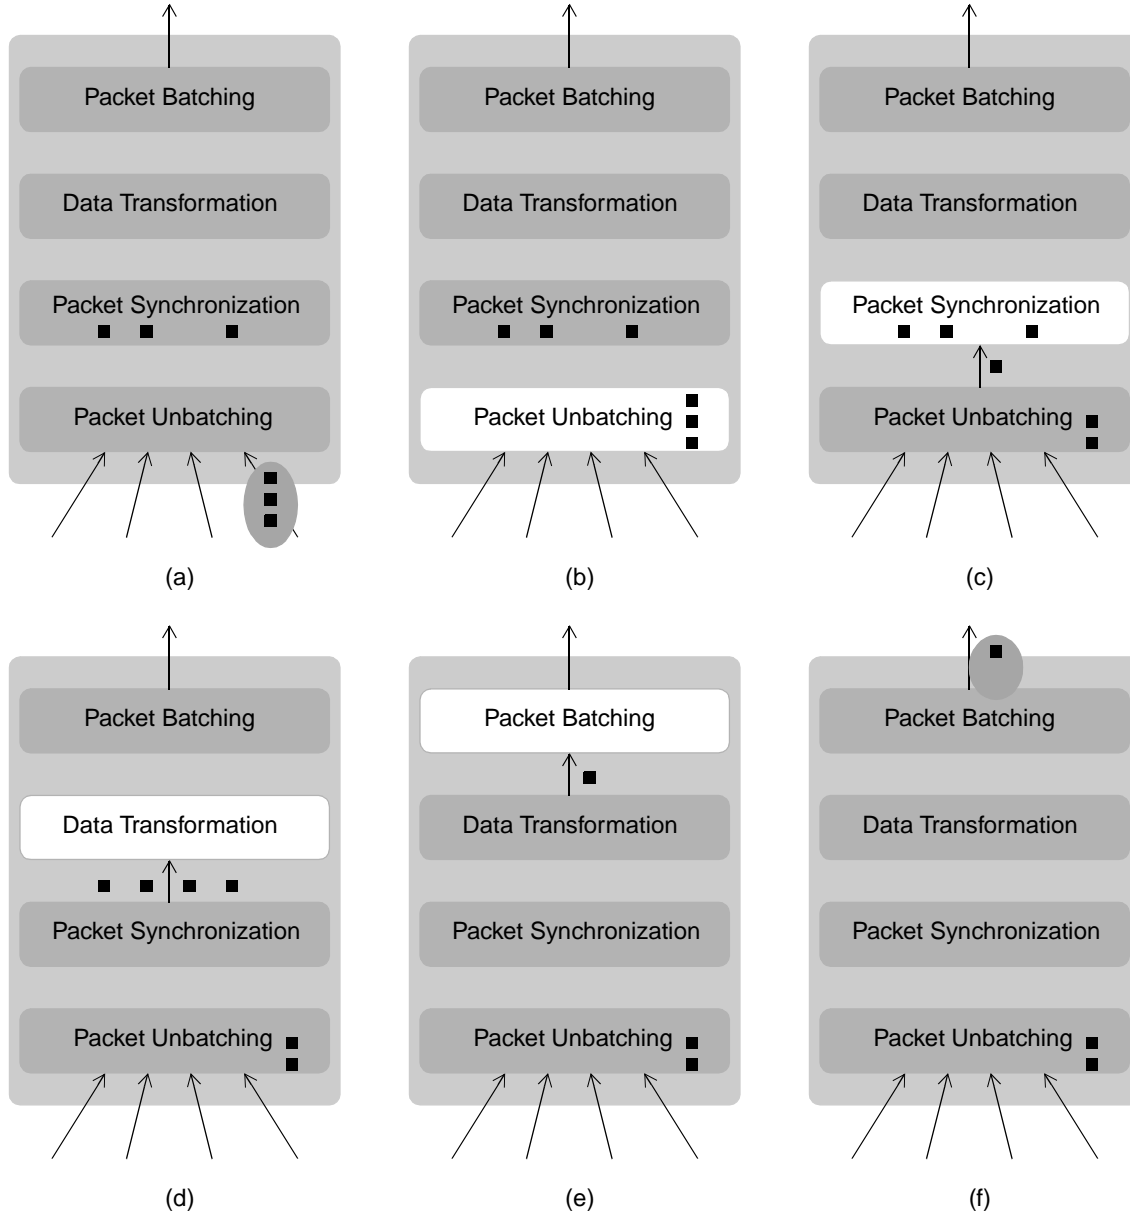 Packet Batching
Data Transformation
Packet Synchronization
Packet Unbatching
(a)
Packet Batching
Data Transformation
Packet Synchronization
Packet Unbatching
(b)
Packet Batching
Data Transformation
Packet Synchronization
Packet Unbatching
(c)
Packet Batching
Data Transformation
Packet Synchronization
Packet Unbatching
(d)
Packet Batching
Data Transformation
Packet Synchronization
Packet Unbatching
(e)
Packet Batching
Data Transformation
Packet Synchronization
Packet Unbatching
(f)